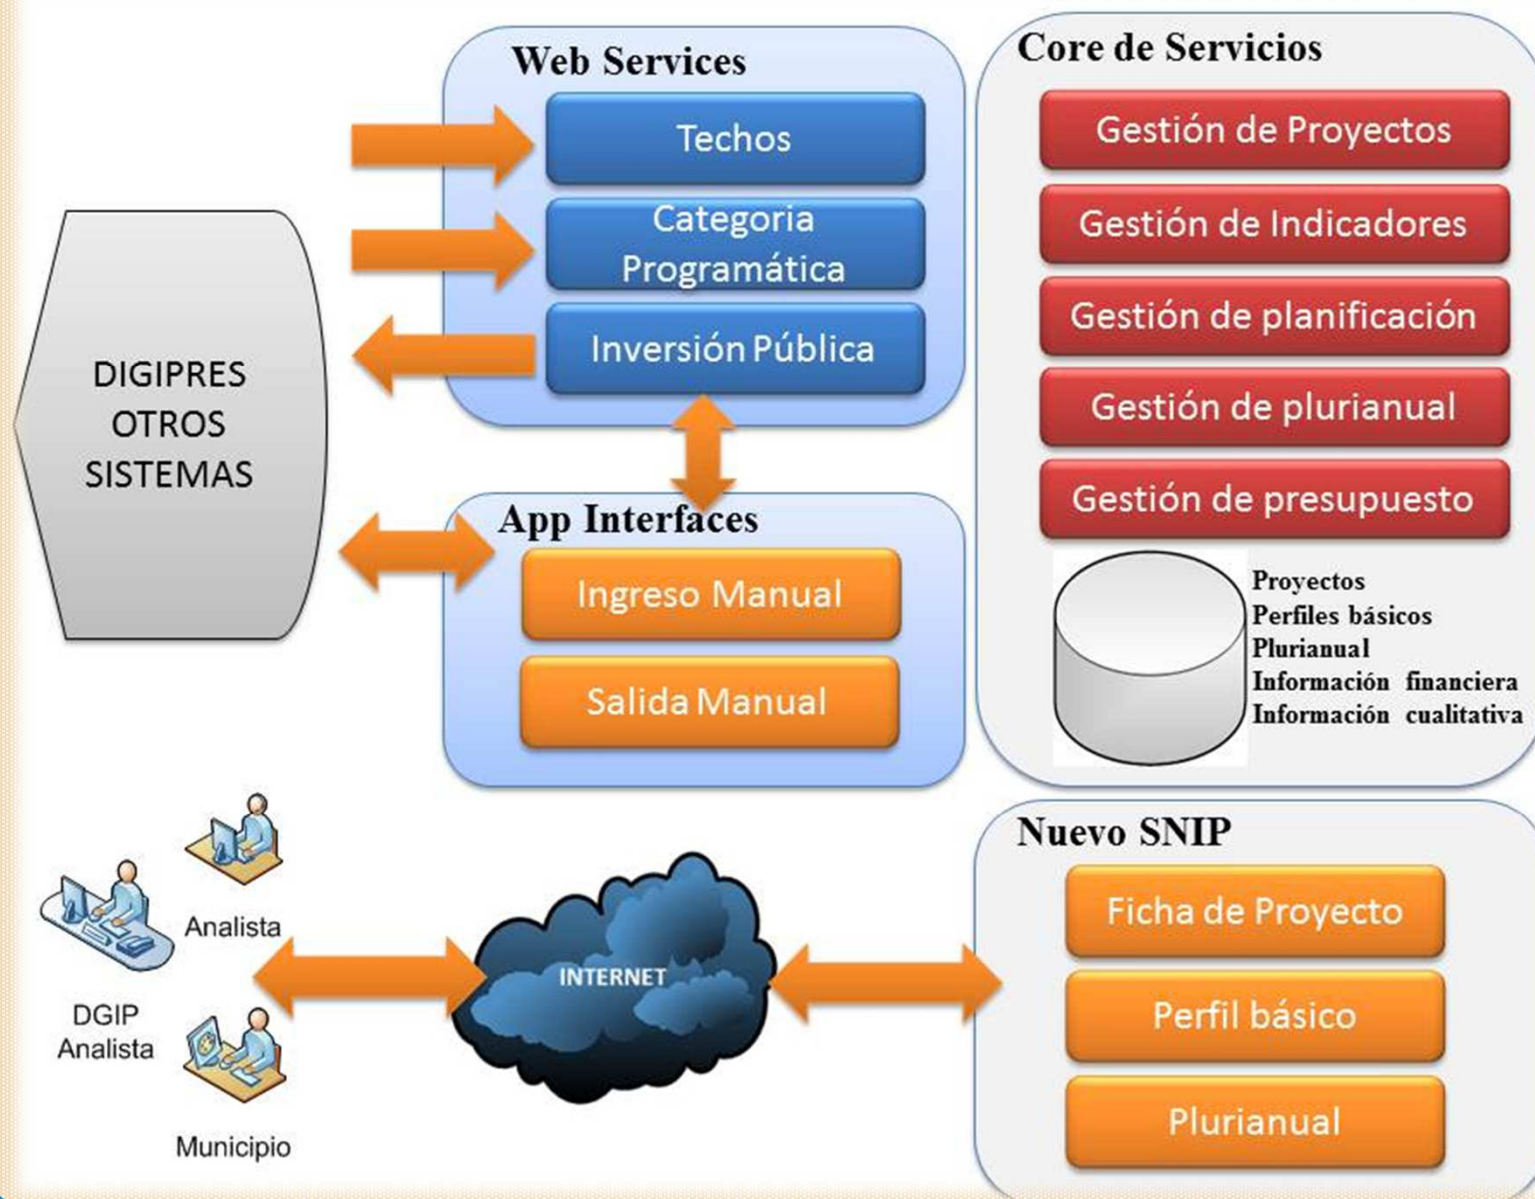 Web Services
Techos
Categoria
Programática
Inversión Pública
Core de Servicios
Gestión de Proyectos
Gestión de Indicadores
Gestión de planificación
Gestión de plurianual
Gestión de presupuesto
Proyectos
Perfiles básicos
Plurianual
Información financiera
Información cualitativa
DIGIPRES
OTROS
SISTEMAS
App Interfaces
Ingreso Manual
Salida Manual
Analista
DGIP
Analista
Municipio
INTERNET
Nuevo SNIP
Ficha de Proyecto
Perfil básico
Plurianual